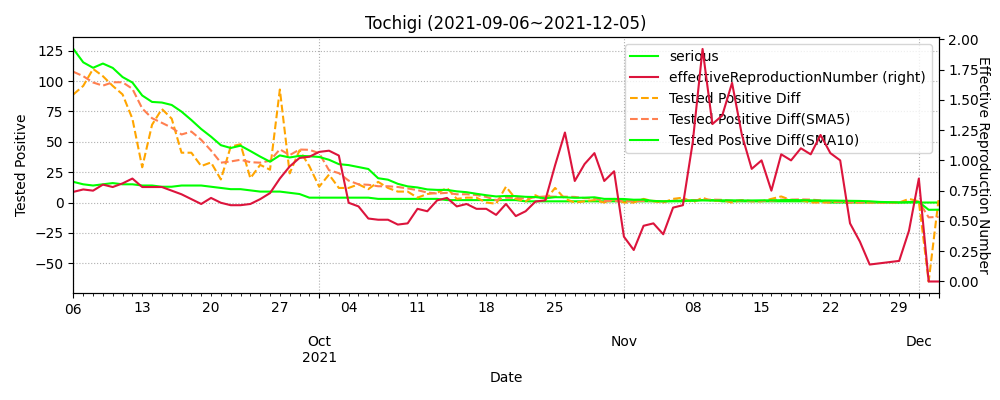 Tochigi (2021-09-06~2021-12-05)
125
100
75
50
25
0
−25
−50
Tested Positive
2.00
1.75
1.50
1.25
1.00
0.75
0.50
0.25
0.00
Effective Reproduction Number
serious
effectiveReproductionNumber (right)
Tested Positive Diff
Tested Positive Diff(SMA5)
Tested Positive Diff(SMA10)
06 13 20 27 04 11 18 25 08 15 22 29
Oct Nov Dec
2021
Date